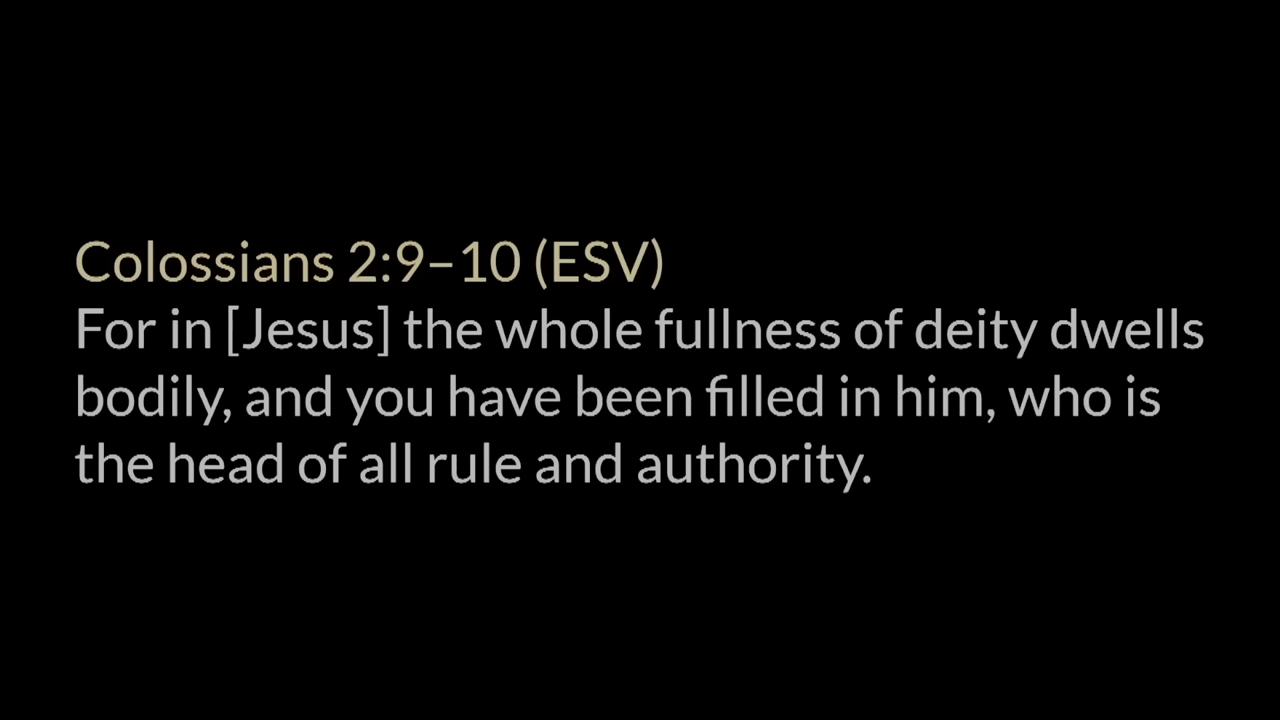 Colossians 2:9–10 (ESV)
For in [Jesus] the whole fullness of deity dwells
bodily, and you have been filled in him, who is
the head of all rule and authority.